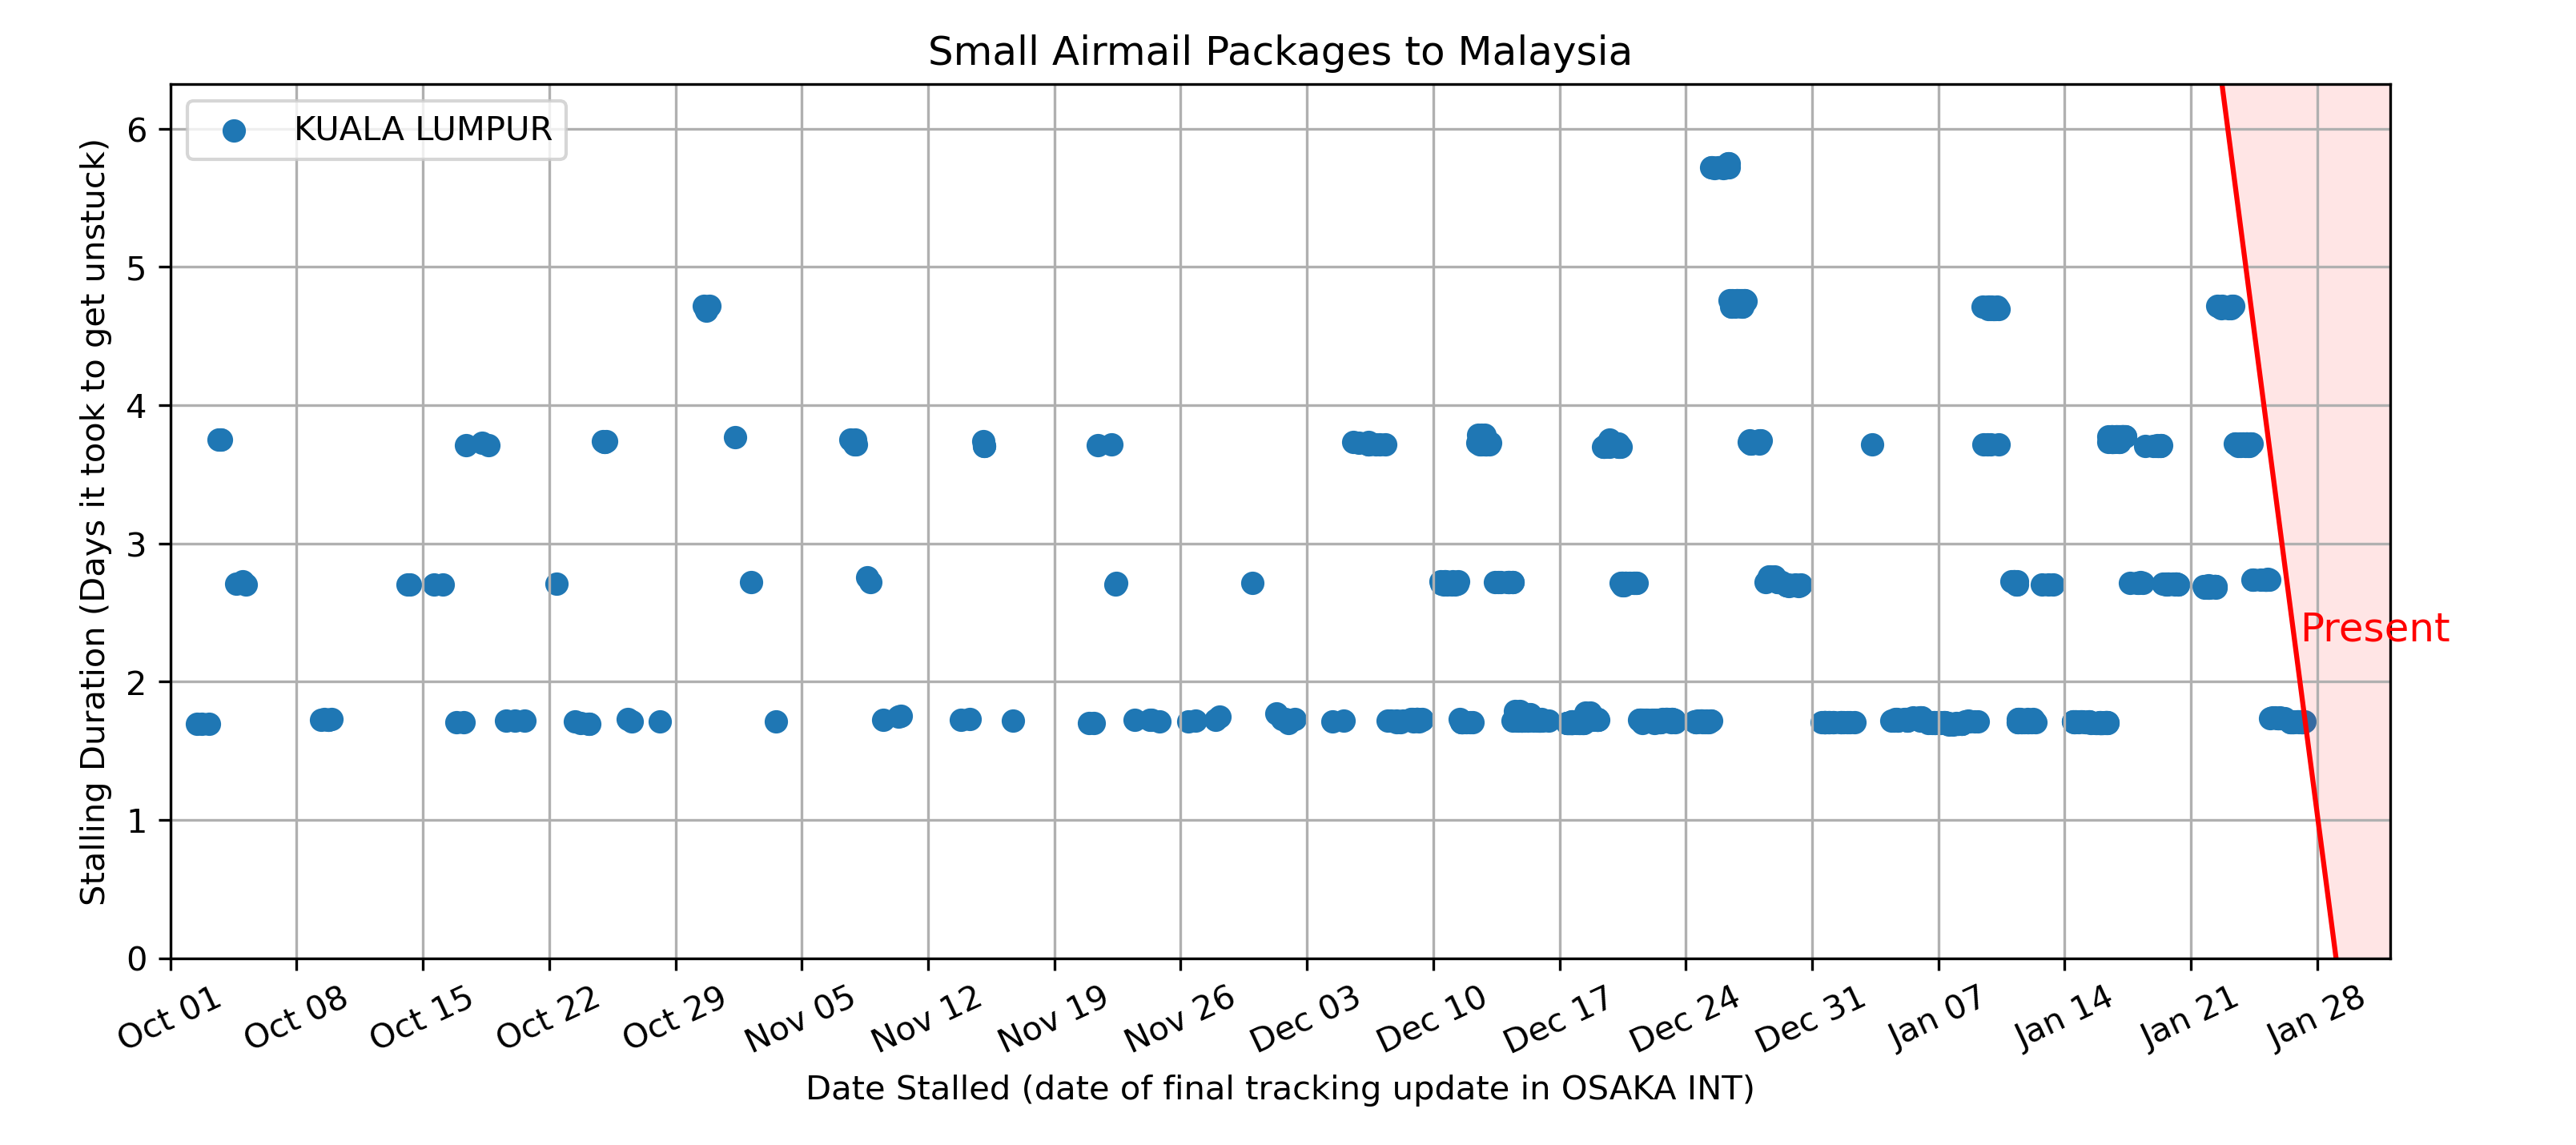 Small Airmail Packages to Malaysia
KUALA LUMPUR
Stalling Duration (Days it took to get unstuck)
6
5
4
3
2
1
0
Present
Oct 01
Oct 08
Oct 15
Oct 22
Oct 29
Nov 05
Nov 12
Nov 19
Nov 26
Dec 03
Dec 10
Dec 17
Dec 24
Dec 31
Jan 07
Jan 14
Jan 21
Jan 28
Date Stalled (date of final tracking update in OSAKA INT)